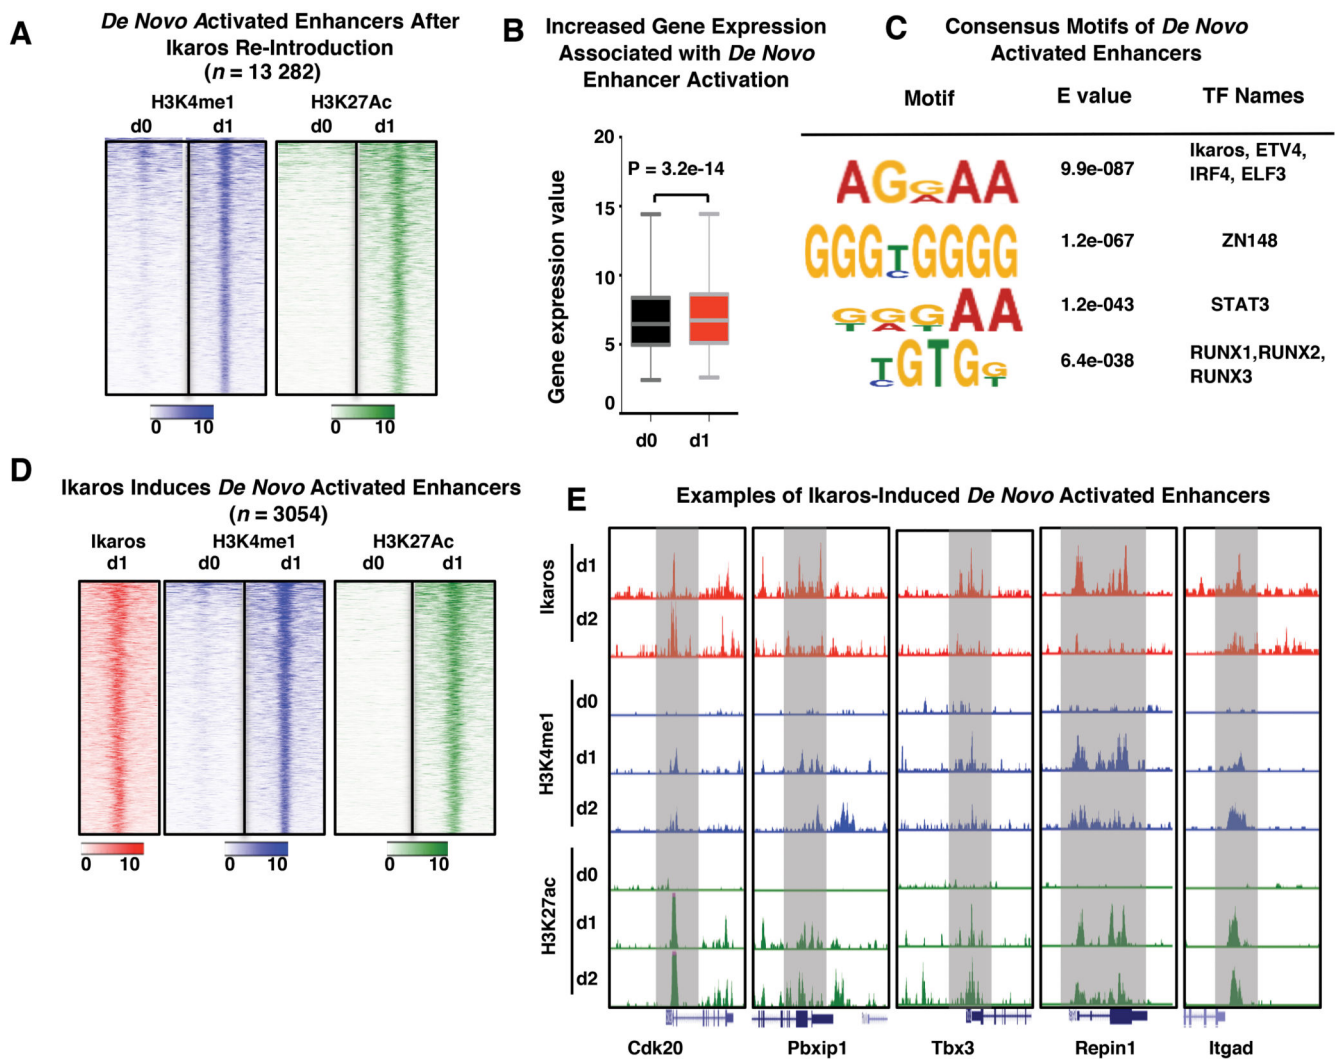 A
De Novo Activated Enhancers After
Ikaros Re-Introduction
(n = 13 282)
H3K4me1 H3K27Ac
d0 d1 d0 d1
0 10 0 10
B
Increased Gene Expression
Associated with De Novo
Enhancer Activation
Gene expression value
20
15
10
5
0
P = 3.2e-14
d0 d1
C
Consensus Motifs of De Novo
Activated Enhancers
Motif E value TF Names
AGGAAA 9.9e-087 Ikaros, ETV4,
IRF4, ELF3
GGGTCGGGG 1.2e-067 ZN148
GTGAGTAA 1.2e-043 STAT3
TCGTGGT 6.4e-038 RUNX1,RUNX2,
RUNX3
D
Ikaros Induces De Novo Activated Enhancers
(n = 3054)
Ikaros H3K4me1 H3K27Ac
d1 d0 d1 d0 d1
0 10 0 10 0 10
E
Examples of Ikaros-Induced De Novo Activated Enhancers
Ikaros
d1
d2
H3K4me1
d0
d1
d2
H3K27ac
d0
d1
d2
Cdk20 Pbxip1 Tbx3 Repin1 Itgad